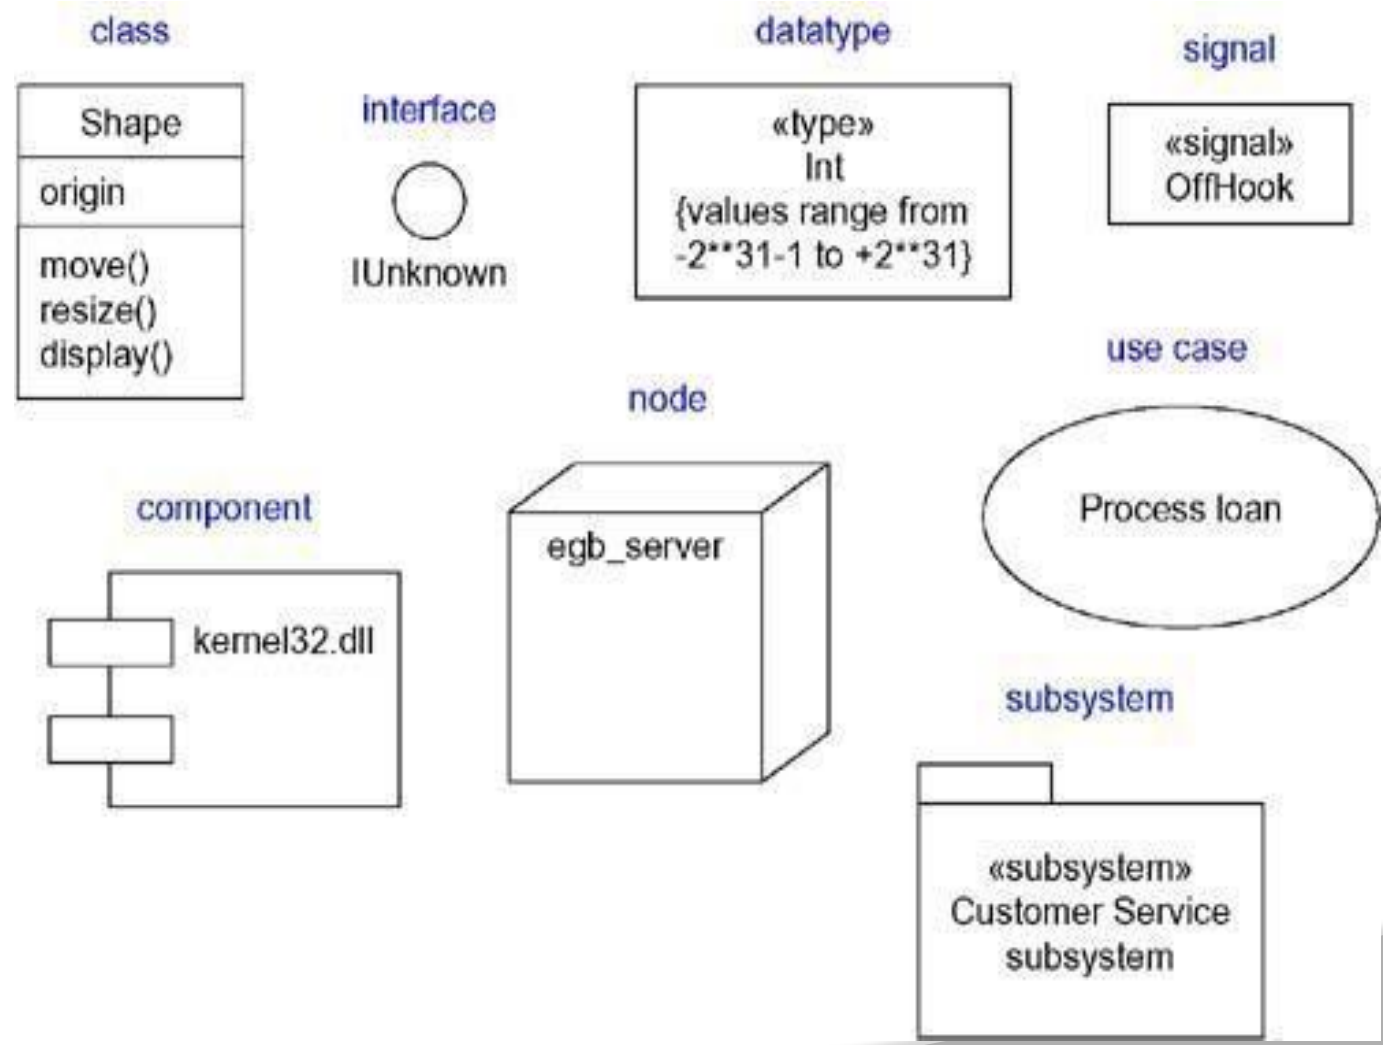 class
Shape
origin
move()
resize()
display()
interface
IUnknown
datatype
«type»
Int
{values range from
-2**31-1 to +2**31}
signal
«signal»
OffHook
component
kernel32.dll
node
egb_server
use case
Process loan
subsystem
«subsystem»
Customer Service
subsystem